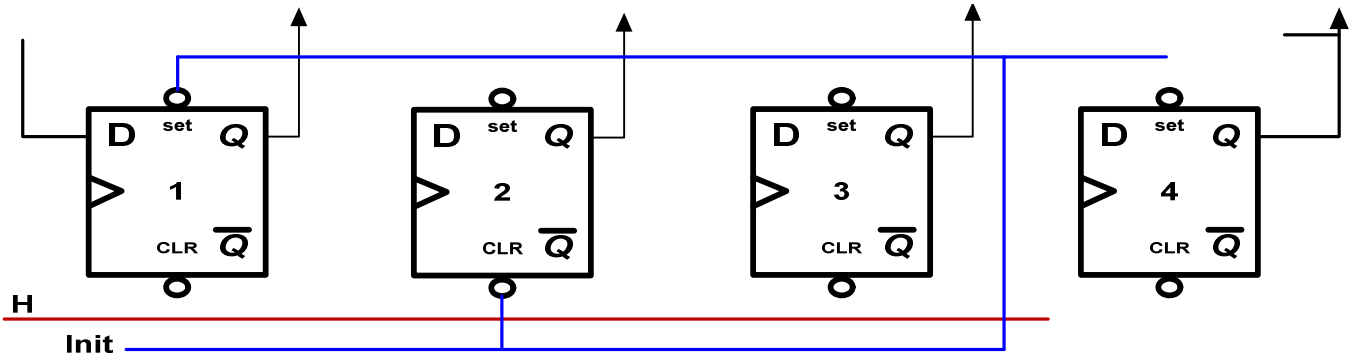 set set set set
D Q D Q D Q D Q
1 2 3 4
CLR Q CLR Q CLR Q CLR Q
H
Init